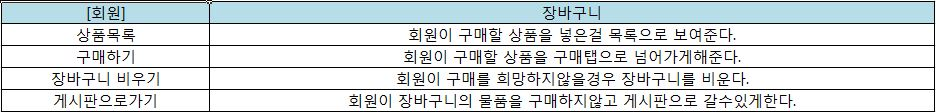 [회원] 장바구니
상품목록 회원이 구매할 상품을 넣은걸 목록으로 보여준다.
구매하기 회원이 구매할 상품을 구매탭으로 넘어가게해준다.
장바구니 비우기 회원이 구매를 희망하지않을경우 장바구니를 비운다.
게시판으로가기 회원이 장바구니의 물품을 구매하지않고 게시판으로 갈수있게한다.